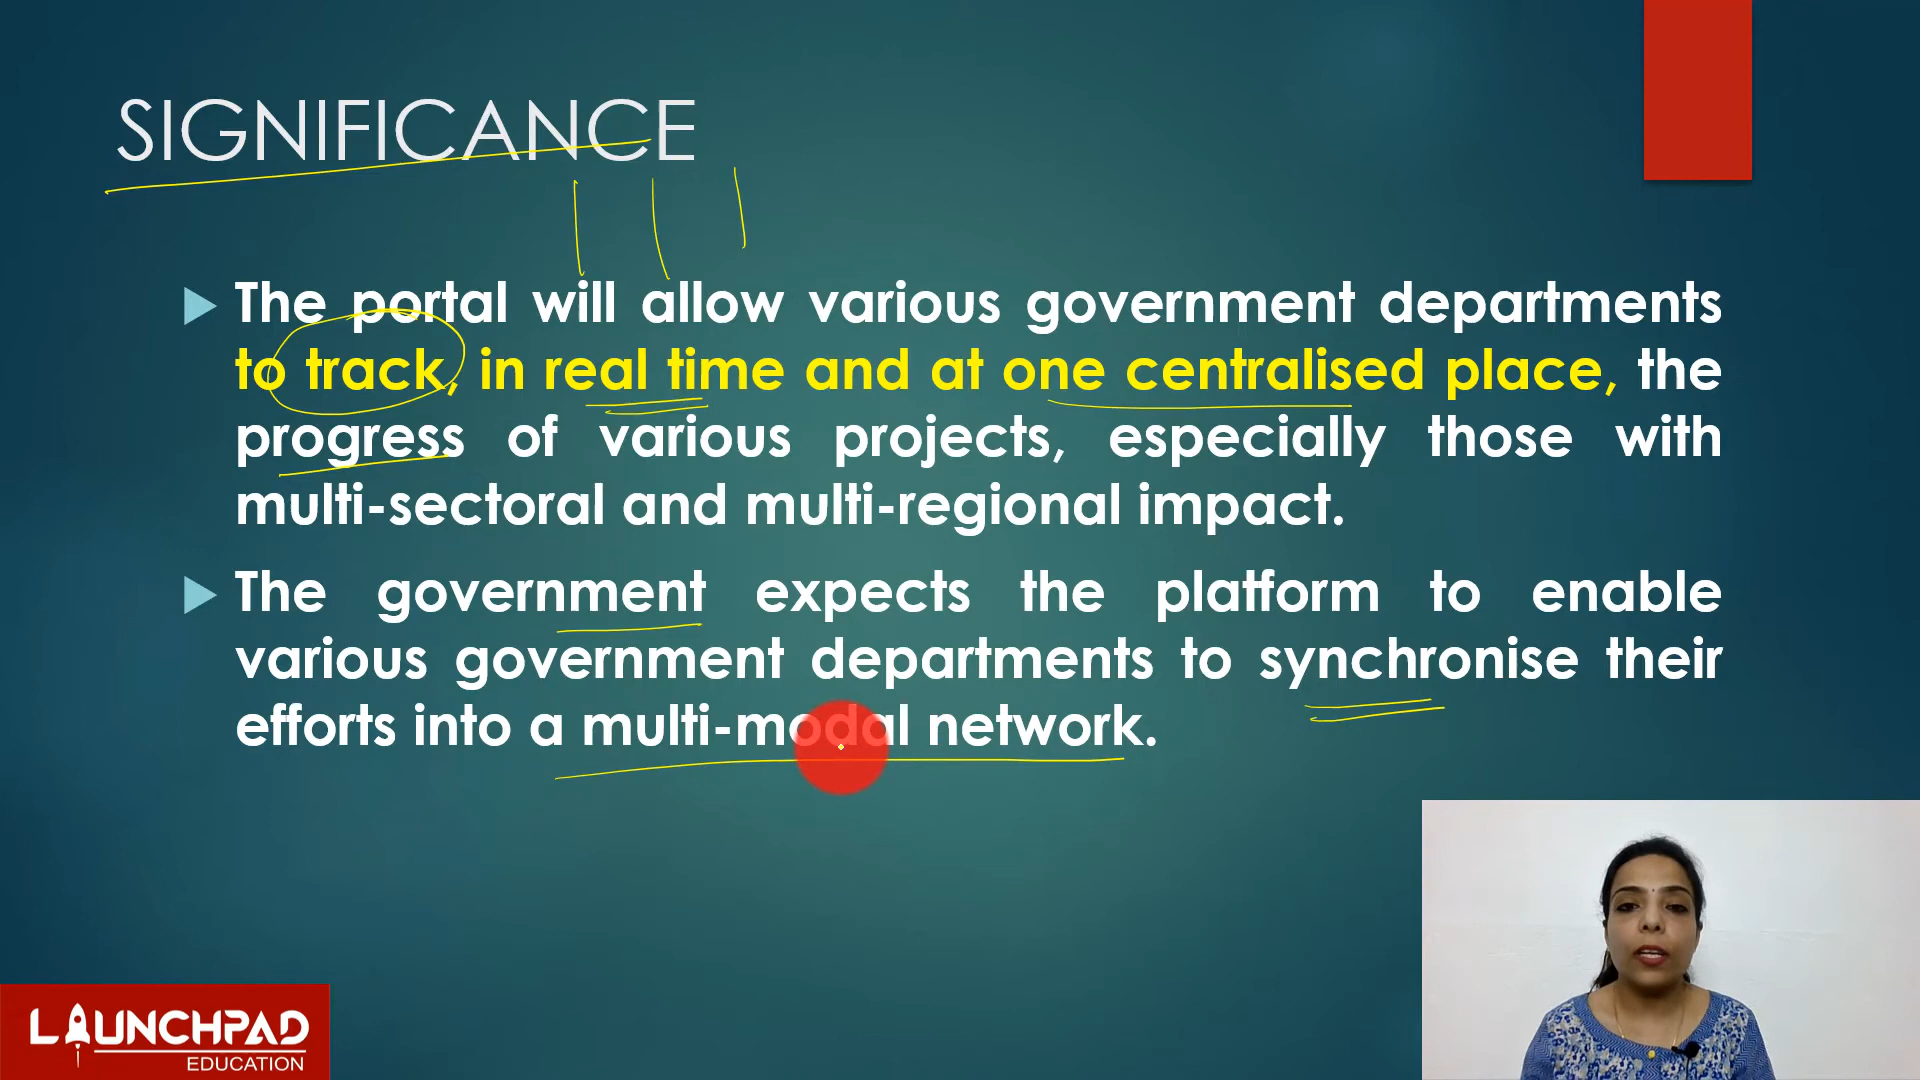 SIGNIFICANCE
The portal will allow various government departments
to track, in real time and at one centralised place, the
progress of various projects, especially those with
multi-sectoral and multi-regional impact.
The government expects the platform to enable
various government departments to synchronise their
efforts into a multi-modal network.
LAUNCHPAD
EDUCATION